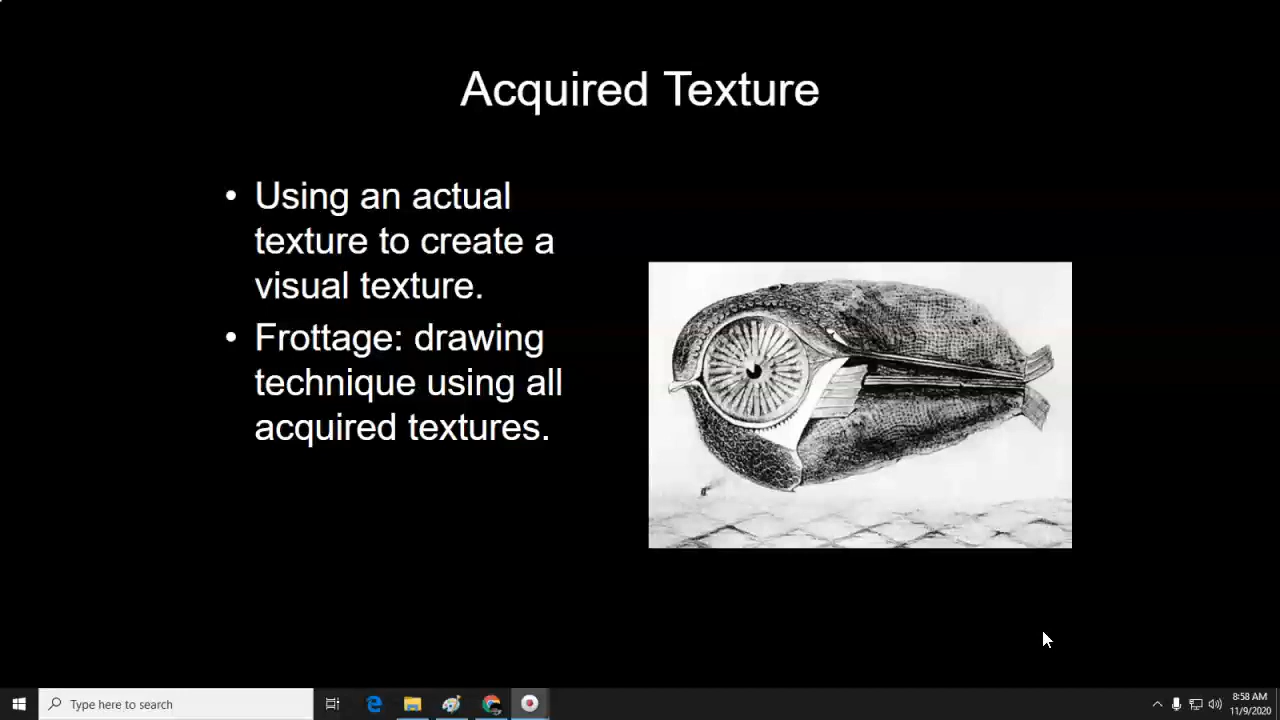 Acquired Texture
• Using an actual
texture to create a
visual texture.
• Frottage: drawing
technique using all
acquired textures.
Type here to search
8:58 AM
11/9/2020